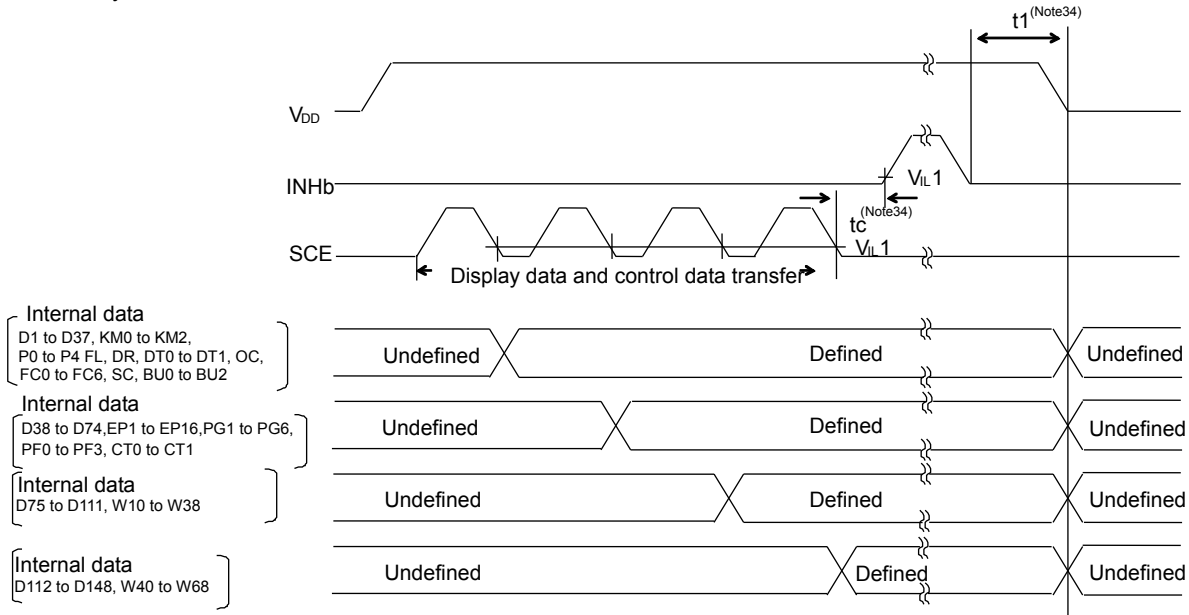 t1(Note34)
VDD
INHb
VIL1
tc(Note34)
VIL1
SCE
Display data and control data transfer
Internal data
D1 to D37, KM0 to KM2,
P0 to P4 FL, DR, DT0 to DT1, OC,
FC0 to FC6, SC, BU0 to BU2
Undefined
Defined
Undefined
Internal data
D38 to D74,EP1 to EP16,PG1 to PG6,
PF0 to PF3, CT0 to CT1
Undefined
Defined
Undefined
Internal data
D75 to D111, W10 to W38
Undefined
Defined
Undefined
Internal data
D112 to D148, W40 to W68
Undefined
Defined
Undefined